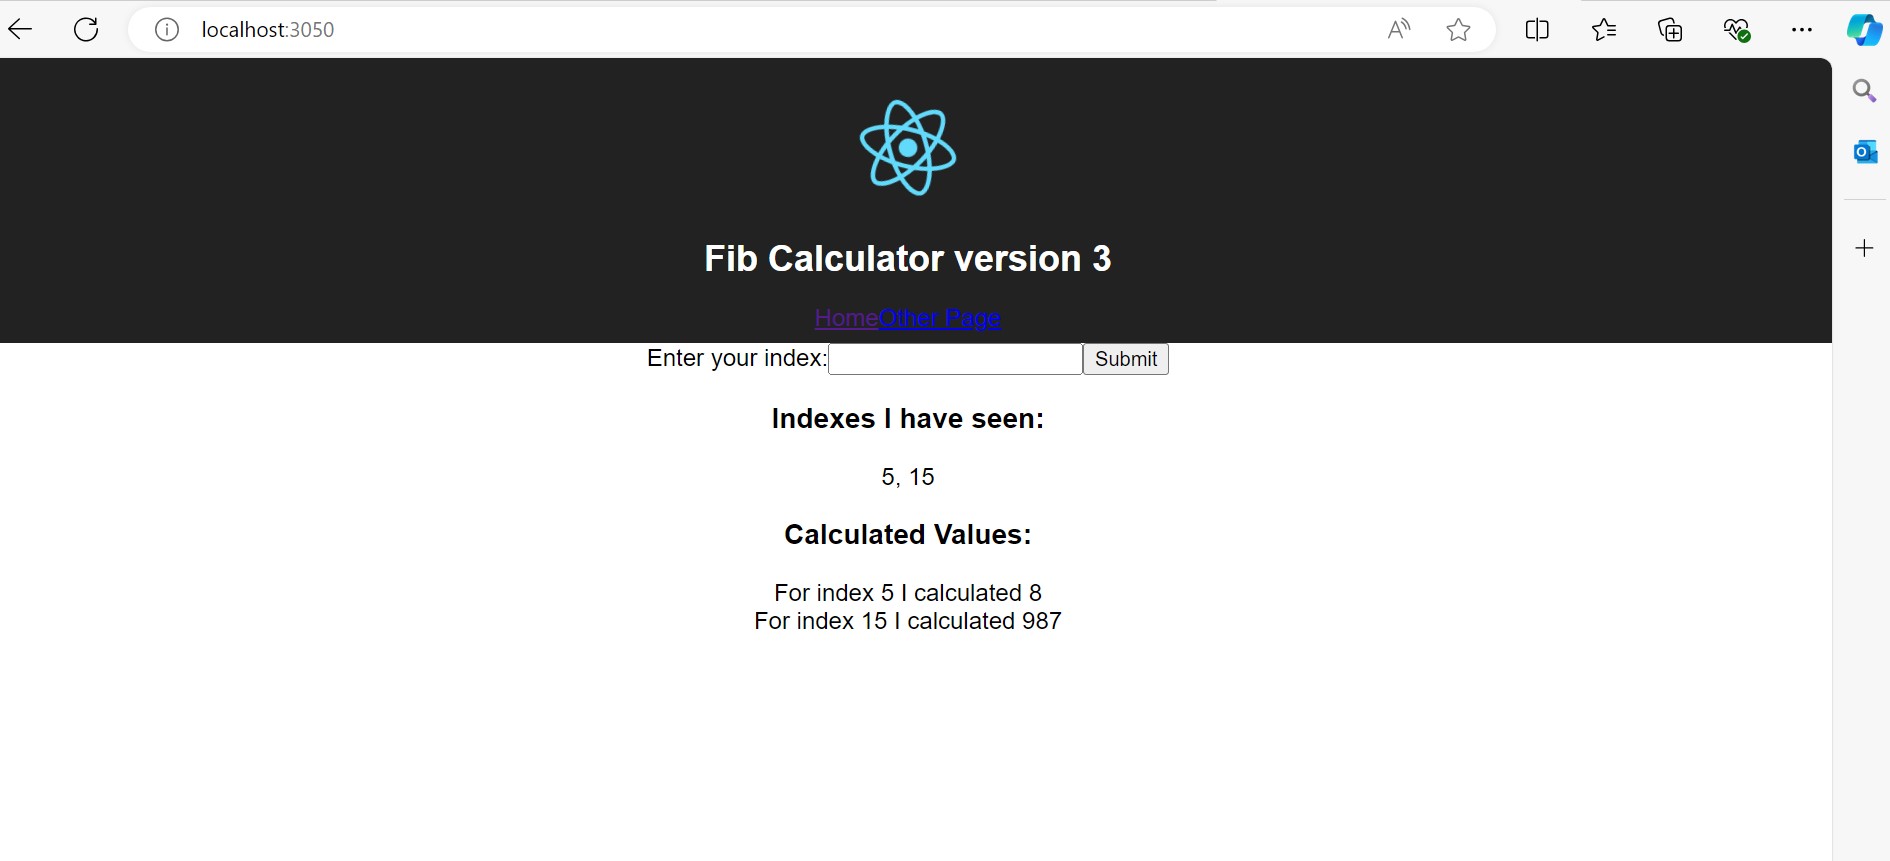 localhost:3050
Fib Calculator version 3
HomeOther Page
Enter your index: Submit
Indexes I have seen:
5, 15
Calculated Values:
For index 5 I calculated 8
For index 15 I calculated 987